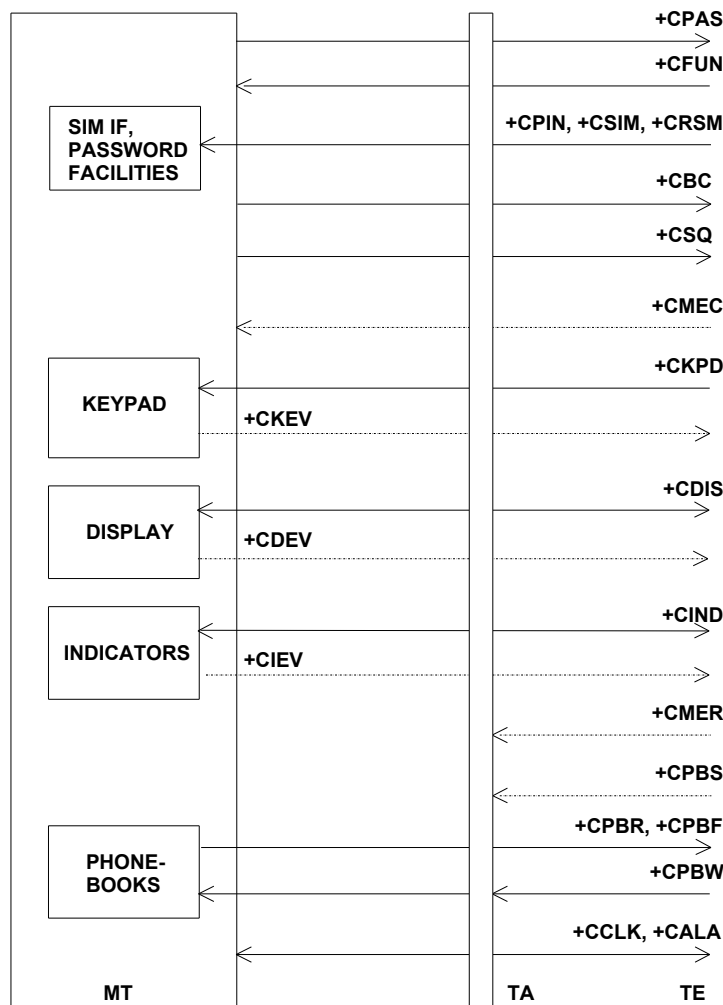 +CPAS
+CFUN
SIM IF,
PASSWORD
FACILITIES
+CPIN, +CSIM, +CRSM
+CBC
+CSQ
+CMEC
+CKPD
KEYPAD
+CKEV
+CDIS
DISPLAY
+CDEV
+CIND
INDICATORS
+CIEV
+CMER
+CPBS
+CPBR, +CPBF
PHONE-
BOOKS
+CPBW
+CCLK, +CALA
MT TA TE